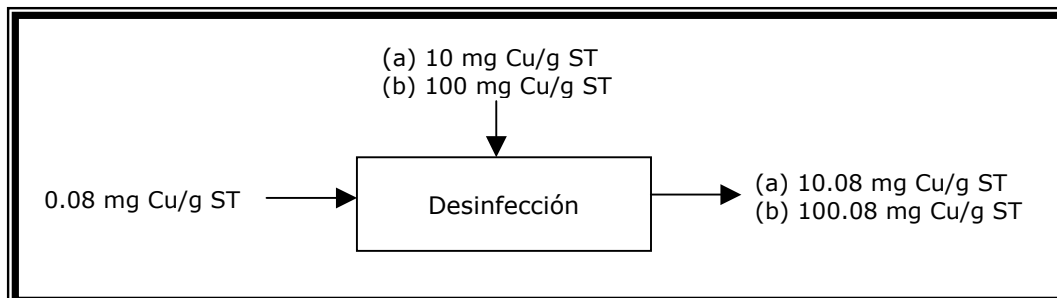 (a) 10 mg Cu/g ST
(b) 100 mg Cu/g ST
0.08 mg Cu/g ST
Desinfección
(a) 10.08 mg Cu/g ST
(b) 100.08 mg Cu/g ST